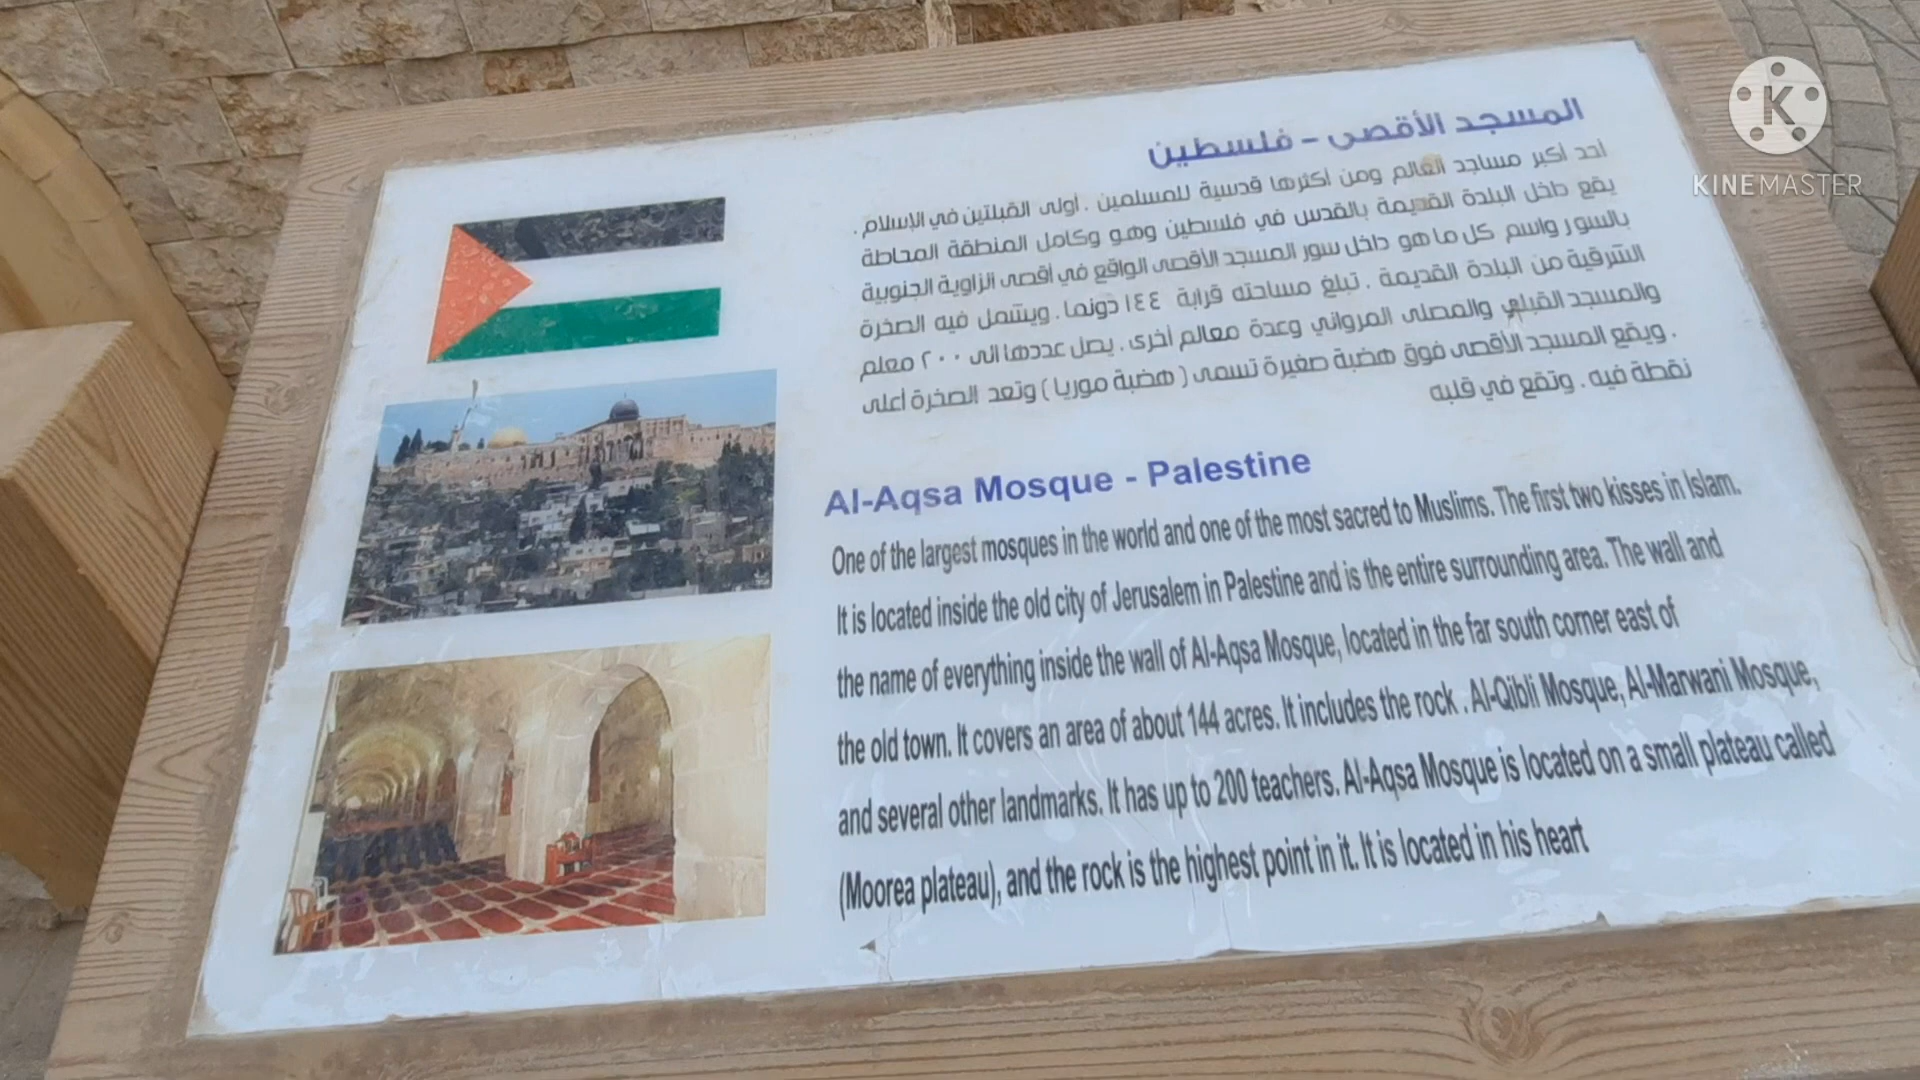 المسجد الأقصى - فلسطين
أحد أكبر مساجد العالم ومن أكثرها قدسية للمسلمين . أولى القبلتين في الإسلام .
يقع داخل البلدة القديمة بالقدس في فلسطين وهو وكامل المنطقة المحاطة
بالسور واسم كل ما هو داخل سور المسجد الأقصى الواقع في أقصى الزاوية الجنوبية
الشرقية من البلدة القديمة . تبلغ مساحته قرابة ١٤٤ دونما . ويشمل فيه الصخرة
والمسجد القبلي والمصلى المرواني وعدة معالم أخرى . يصل عددها الى ٢٠٠ معلم
. ويقع المسجد الأقصى فوق هضبة صغيرة تسمى ( هضبة موريا ) وتعد الصخرة أعلى
نقطة فيه . وتقع في قلبه
Al-Aqsa Mosque - Palestine
One of the largest mosques in the world and one of the most sacred to Muslims. The first two kisses in Islam.
It is located inside the old city of Jerusalem in Palestine and is the entire surrounding area. The wall and
the name of everything inside the wall of Al-Aqsa Mosque, located in the far south corner east of
the old town. It covers an area of about 144 acres. It includes the rock . Al-Qibli Mosque, Al-Marwani Mosque,
and several other landmarks. It has up to 200 teachers. Al-Aqsa Mosque is located on a small plateau called
(Moorea plateau), and the rock is the highest point in it. It is located in his heart
K
KINEMASTER